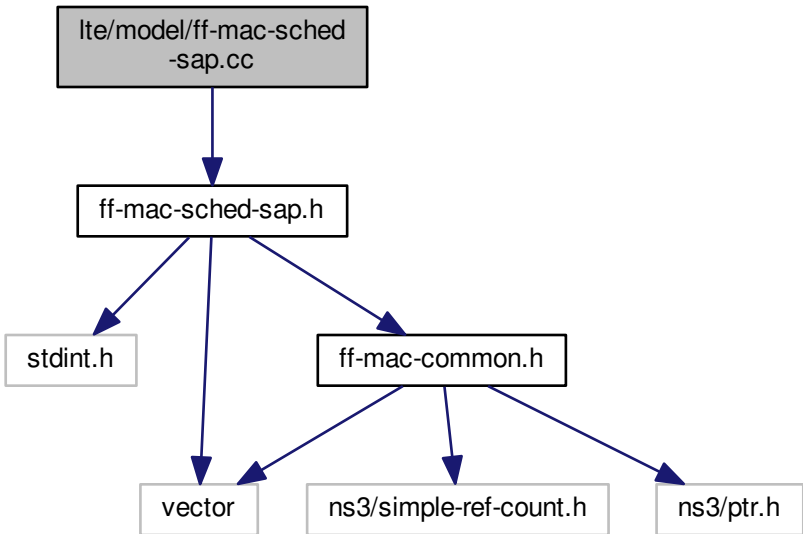 lte/model/ff-mac-sched
-sap.cc
ff-mac-sched-sap.h
stdint.h
ff-mac-common.h
vector
ns3/simple-ref-count.h
ns3/ptr.h